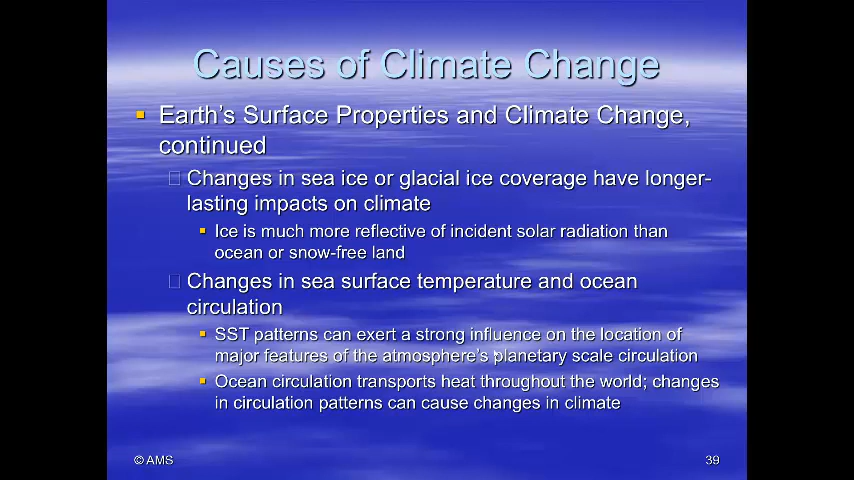 Causes of Climate Change
Earth's Surface Properties and Climate Change,
continued
Changes in sea ice or glacial ice coverage have longer-
lasting impacts on climate
Ice is much more reflective of incident solar radiation than
ocean or snow-free land
Changes in sea surface temperature and ocean
circulation
SST patterns can exert a strong influence on the location of
major features of the atmosphere's planetary scale circulation
Ocean circulation transports heat throughout the world; changes
in circulation patterns can cause changes in climate
© AMS
39